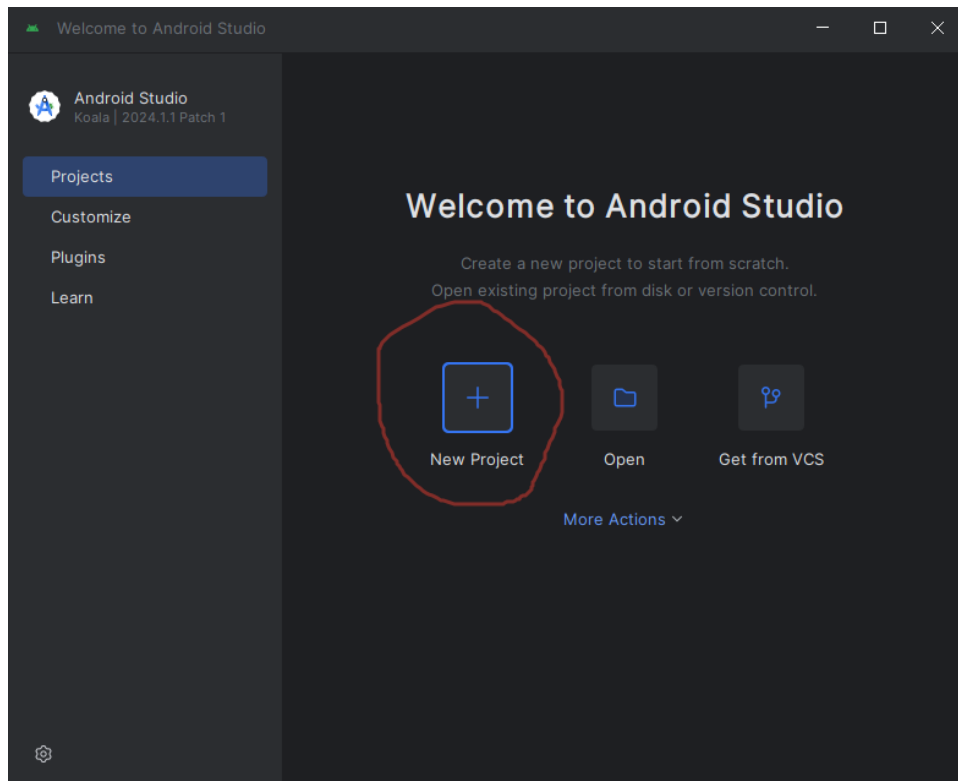 Welcome to Android Studio
Android Studio
Koala | 2024.1.1 Patch 1
Projects
Customize
Plugins
Learn
Welcome to Android Studio
Create a new project to start from scratch.
Open existing project from disk or version control.
New Project
Open
Get from VCS
More Actions